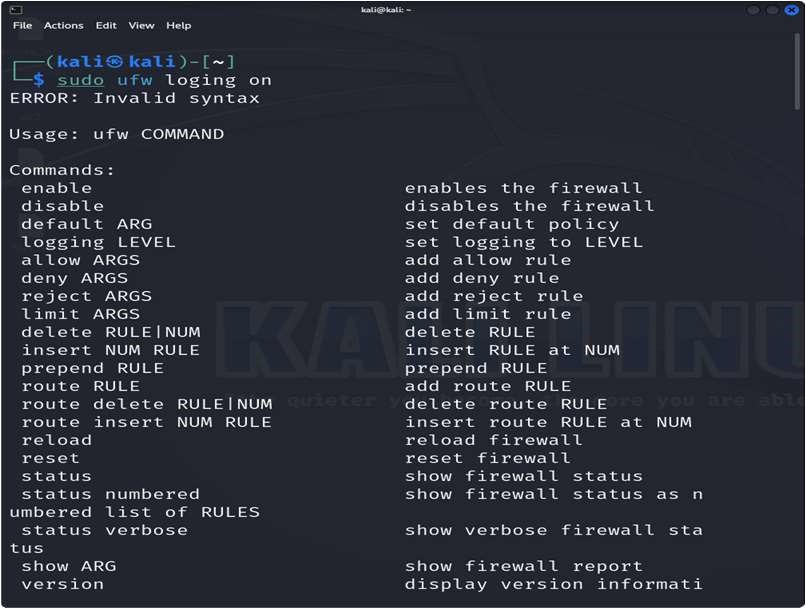 kali@kali: ~
File Actions Edit View Help
(kali㉿kali)-[~]
$ sudo ufw loging on
ERROR: Invalid syntax
Usage: ufw COMMAND
Commands:
enable enables the firewall
disable disables the firewall
default ARG set default policy
logging LEVEL set logging to LEVEL
allow ARGS add allow rule
deny ARGS add deny rule
reject ARGS add reject rule
limit ARGS add limit rule
delete RULE|NUM delete RULE
insert NUM RULE insert RULE at NUM
prepend RULE prepend RULE
route RULE add route RULE
route delete RULE|NUM delete route RULE
route insert NUM RULE insert route RULE at NUM
reload reload firewall
reset reset firewall
status show firewall status
status numbered show firewall status as n
umbered list of RULES
status verbose show verbose firewall sta
tus
show ARG show firewall report
version display version informati
KALI LINU
quieter you are able